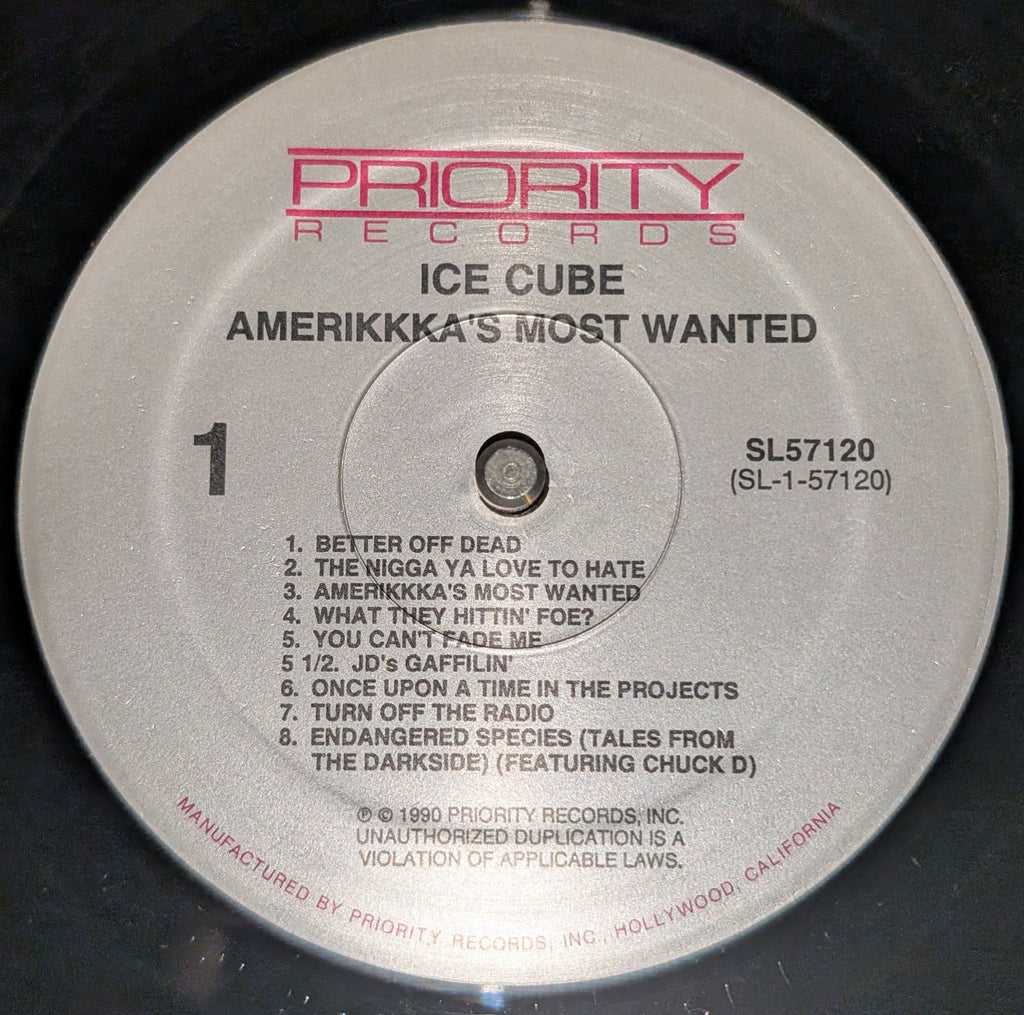 PRIORITY
RECORDS
ICE CUBE
AMERIKKKA'S MOST WANTED
1
SL57120
(SL-1-57120)
1. BETTER OFF DEAD
2. THE NIGGA YA LOVE TO HATE
3. AMERIKKKA'S MOST WANTED
4. WHAT THEY HITTIN' FOE?
5. YOU CAN'T FADE ME
5 1/2. JD's GAFFILIN'
6. ONCE UPON A TIME IN THE PROJECTS
7. TURN OFF THE RADIO
8. ENDANGERED SPECIES (TALES FROM
THE DARKSIDE) (FEATURING CHUCK D)
℗ © 1990 PRIORITY RECORDS, INC.
UNAUTHORIZED DUPLICATION IS A
VIOLATION OF APPLICABLE LAWS.
MANUFACTURED BY PRIORITY RECORDS, INC., HOLLYWOOD, CALIFORNIA